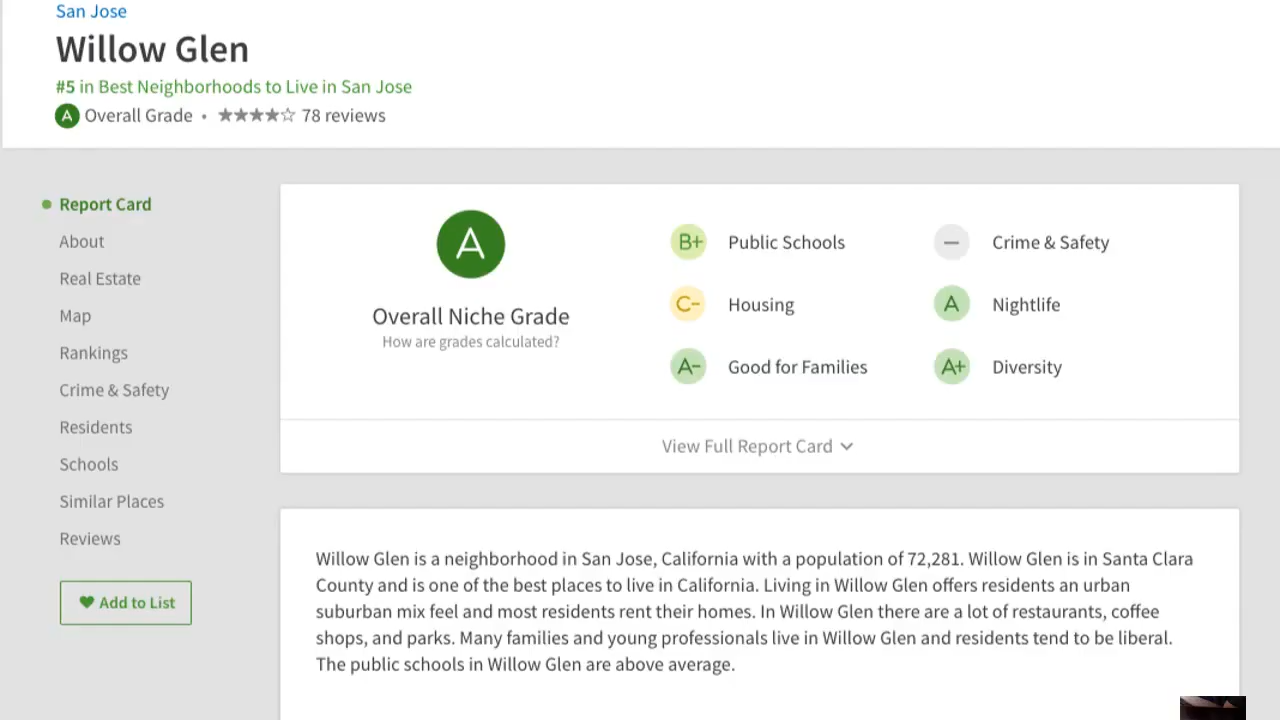 San Jose
Willow Glen
#5 in Best Neighborhoods to Live in San Jose
A Overall Grade • ★★★★☆ 78 reviews
Report Card
About
Real Estate
Map
Rankings
Crime & Safety
Residents
Schools
Similar Places
Reviews
Add to List
A
Overall Niche Grade
How are grades calculated?
B+ Public Schools
C- Housing
A- Good for Families
– Crime & Safety
A Nightlife
A+ Diversity
View Full Report Card
Willow Glen is a neighborhood in San Jose, California with a population of 72,281. Willow Glen is in Santa Clara
County and is one of the best places to live in California. Living in Willow Glen offers residents an urban
suburban mix feel and most residents rent their homes. In Willow Glen there are a lot of restaurants, coffee
shops, and parks. Many families and young professionals live in Willow Glen and residents tend to be liberal.
The public schools in Willow Glen are above average.